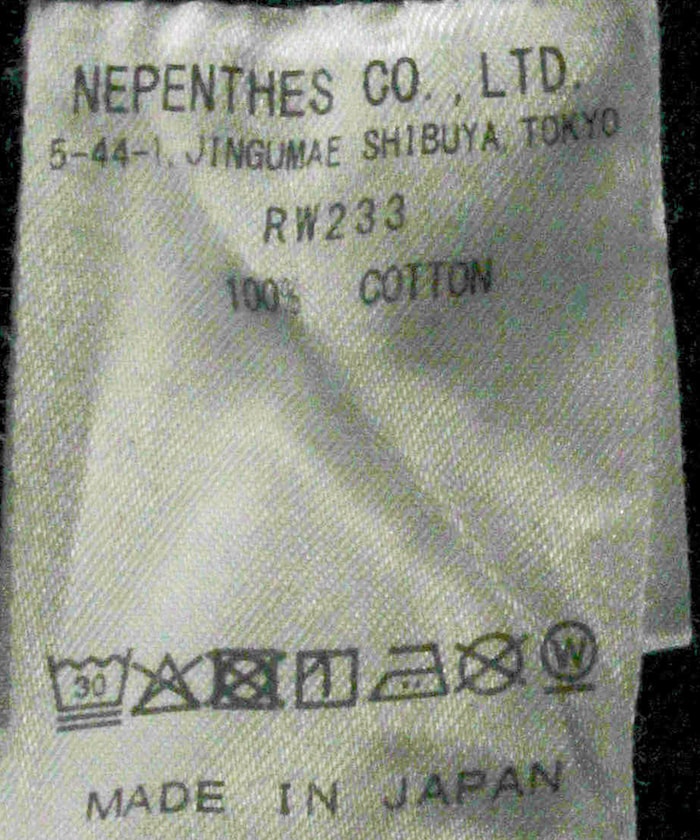 NEPENTHES CO., LTD.
5-44-1, JINGUMAE SHIBUYA, TOKYO
RW233
100% COTTON
30 W
MADE IN JAPAN